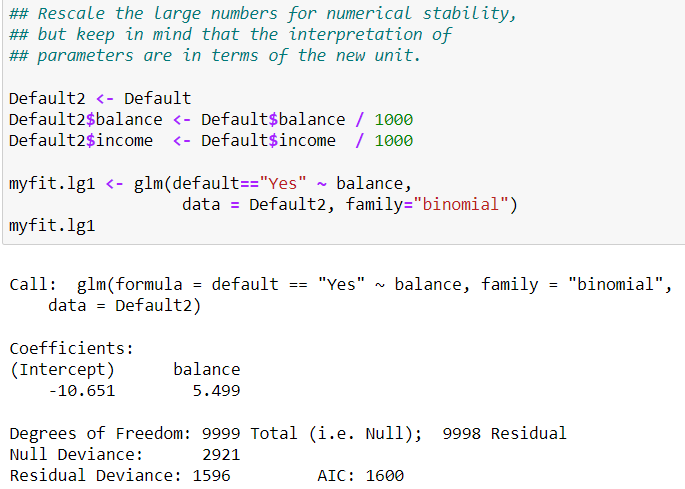 ## Rescale the large numbers for numerical stability,
## but keep in mind that the interpretation of
## parameters are in terms of the new unit.
Default2 <- Default
Default2$balance <- Default$balance / 1000
Default2$income  <- Default$income  / 1000
myfit.lg1 <- glm(default=="Yes" ~ balance,
                 data = Default2, family="binomial")
myfit.lg1
Call:  glm(formula = default == "Yes" ~ balance, family = "binomial",
    data = Default2)
Coefficients:
(Intercept)      balance
    -10.651        5.499
Degrees of Freedom: 9999 Total (i.e. Null);  9998 Residual
Null Deviance:      2921
Residual Deviance: 1596         AIC: 1600